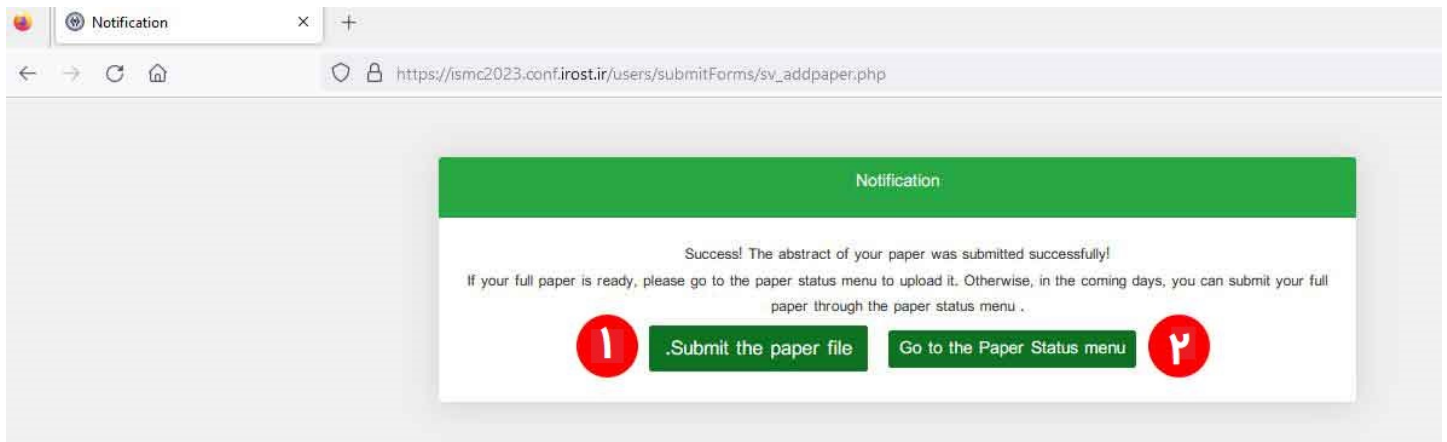 Notification
https://ismc2023.conf.irost.ir/users/submitForms/sv_addpaper.php
Notification
Success! The abstract of your paper was submitted successfully!
If your full paper is ready, please go to the paper status menu to upload it. Otherwise, in the coming days, you can submit your full
paper through the paper status menu .
۱ .Submit the paper file Go to the Paper Status menu ۲